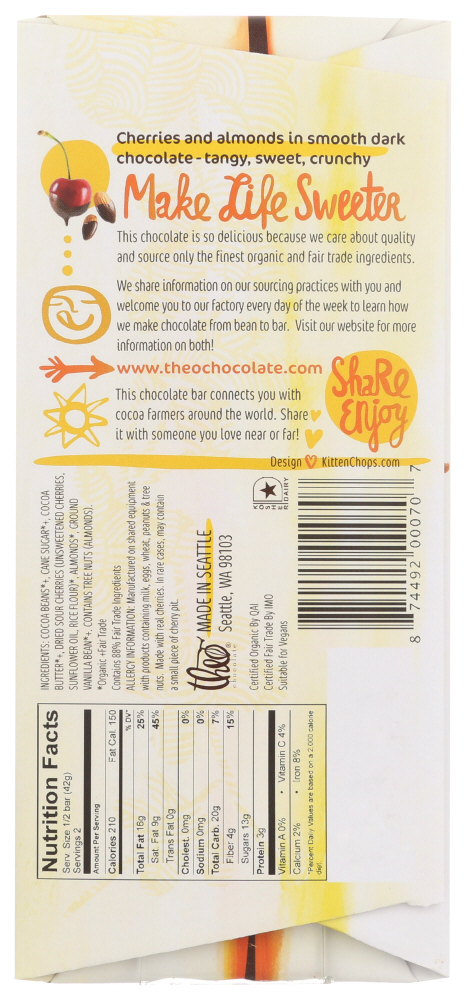 Cherries and almonds in smooth dark
chocolate - tangy, sweet, crunchy
Make Life Sweeter
This chocolate is so delicious because we care about quality
and source only the finest organic and fair trade ingredients.
We share information on our sourcing practices with you and
welcome you to our factory every day of the week to learn how
we make chocolate from bean to bar. Visit our website for more
information on both!
www.theochocolate.com
Share
Enjoy
This chocolate bar connects you with
cocoa farmers around the world. Share
it with someone you love near or far!
Design KittenChops.com
INGREDIENTS: COCOA BEANS*+, CANE SUGAR*+, COCOA
BUTTER*+, DRIED SOUR CHERRIES (UNSWEETENED CHERRIES,
SUNFLOWER OIL, RICE FLOUR)*, ALMONDS*, GROUND
VANILLA BEAN*+. CONTAINS TREE NUTS (ALMONDS).
*Organic +Fair Trade
Contains 88% Fair Trade Ingredients
ALLERGY INFORMATION: Manufactured on shared equipment
with products containing milk, eggs, wheat, peanuts & tree
nuts. Made with real cherries. In rare cases, may contain
a small piece of cherry pit.
theo
chocolate
MADE IN SEATTLE
Seattle, WA 98103
Certified Organic By QAI
Certified Fair Trade By IMO
Suitable for Vegans
KOSHER DAIRY
8 74492 00070 7
Nutrition Facts
Serv. Size 1/2 bar (42g)
Servings 2
Amount Per Serving
Calories 210 Fat Cal. 150
% DV*
Total Fat 16g 25%
Sat. Fat 9g 45%
Trans Fat 0g
Cholest. 0mg 0%
Sodium 0mg 0%
Total Carb. 20g 7%
Fiber 4g 15%
Sugars 13g
Protein 3g
Vitamin A 0% • Vitamin C 4%
Calcium 2% • Iron 8%
*Percent Daily Values are based on a 2,000 calorie
diet.